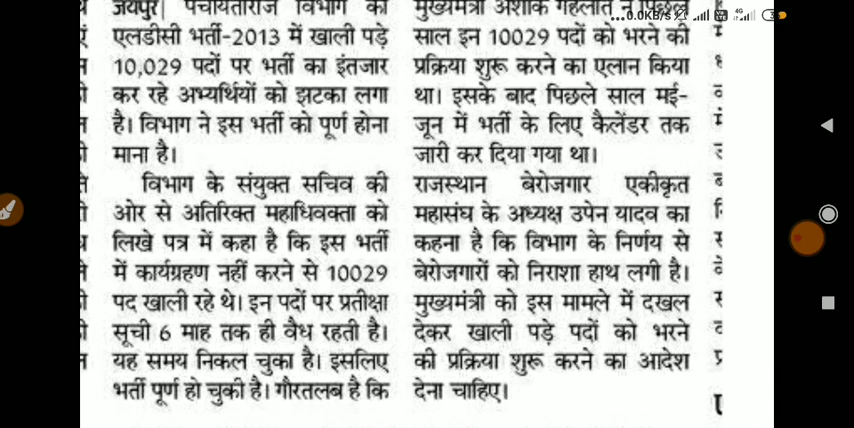 जयपुर| पंचायतीराज विभाग की
एलडीसी भर्ती-2013 में खाली पड़े
10,029 पदों पर भर्ती का इंतजार
कर रहे अभ्यर्थियों को झटका लगा
है। विभाग ने इस भर्ती को पूर्ण होना
माना है।
विभाग के संयुक्त सचिव की
ओर से अतिरिक्त महाधिवक्ता को
लिखे पत्र में कहा है कि इस भर्ती
में कार्यग्रहण नहीं करने से 10029
पद खाली रहे थे। इन पदों पर प्रतीक्षा
सूची 6 माह तक ही वैध रहती है।
यह समय निकल चुका है। इसलिए
भर्ती पूर्ण हो चुकी है। गौरतलब है कि
मुख्यमंत्री अशोक गहलोत ने पिछले
साल इन 10029 पदों को भरने की
प्रक्रिया शुरू करने का एलान किया
था। इसके बाद पिछले साल मई-
जून में भर्ती के लिए कैलेंडर तक
जारी कर दिया गया था।
राजस्थान बेरोजगार एकीकृत
महासंघ के अध्यक्ष उपेन यादव का
कहना है कि विभाग के निर्णय से
बेरोजगारों को निराशा हाथ लगी है।
मुख्यमंत्री को इस मामले में दखल
देकर खाली पड़े पदों को भरने
की प्रक्रिया शुरू करने का आदेश
देना चाहिए।
...0.0KB/s
4G